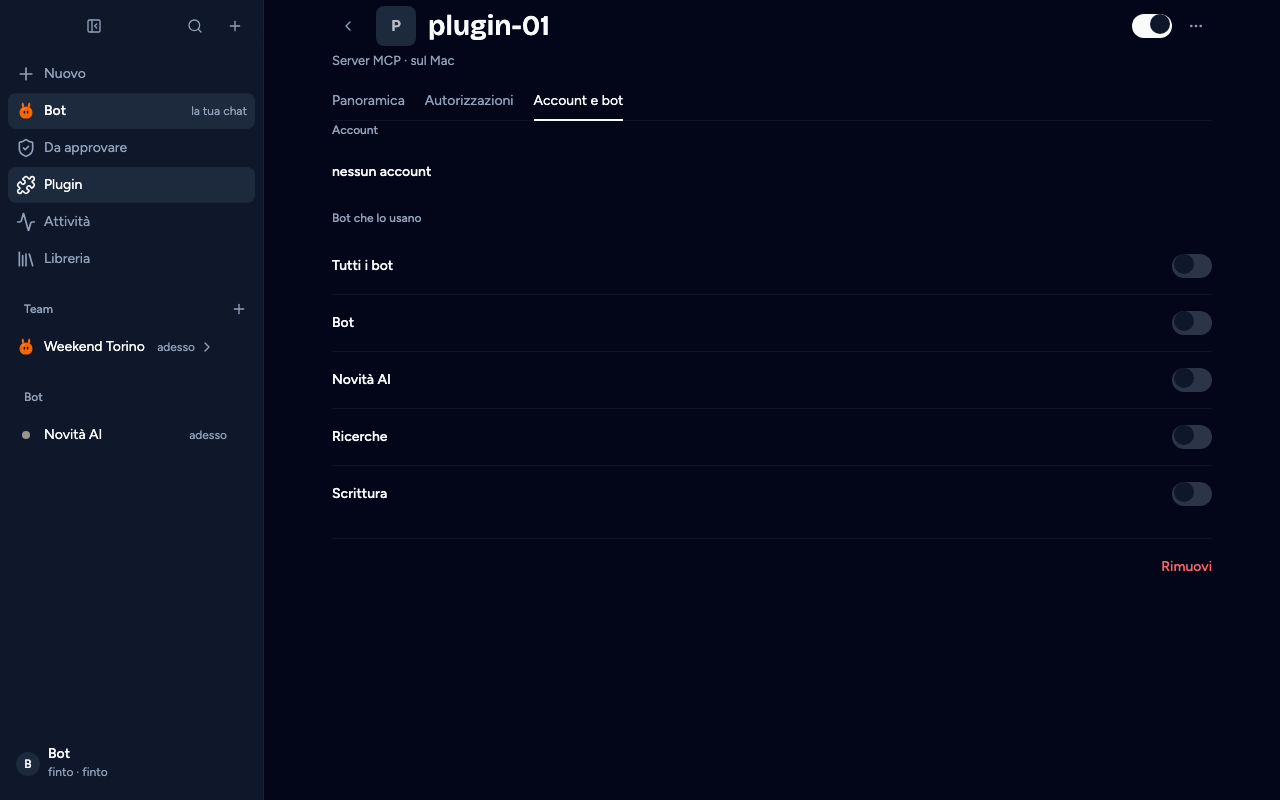 Nuovo
Bot la tua chat
Da approvare
Plugin
Attività
Libreria
Team
Weekend Torino adesso
Bot
Novità AI adesso
B
Bot
finto · finto
P plugin-01
Server MCP · sul Mac
Panoramica Autorizzazioni Account e bot
Account
nessun account
Bot che lo usano
Tutti i bot
Bot
Novità AI
Ricerche
Scrittura
Rimuovi